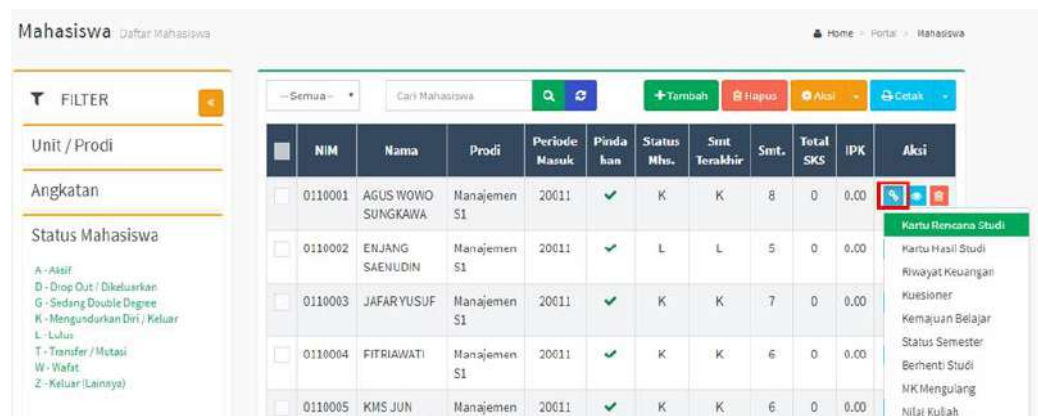 Mahasiswa Daftar Mahasiswa
Home > Portal > Mahasiswa
FILTER
«
--Semua--
Cari Mahasiswa
+Tambah
Hapus
Aksi
Cetak
Unit / Prodi
Angkatan
Status Mahasiswa
A - Aktif
D - Drop Out / Dikeluarkan
G - Sedang Double Degree
K - Mengundurkan Diri / Keluar
L - Lulus
T - Transfer / Mutasi
W - Wafat
Z - Keluar (Lainnya)
NIM Nama Prodi Periode Masuk Pinda han Status Mhs. Smt Terakhir Smt. Total SKS IPK Aksi
0110001 AGUS WOWO SUNGKAWA Manajemen S1 20011 ✔ K K 8 0 0.00
0110002 ENJANG SAENUDIN Manajemen S1 20011 ✔ L L 5 0 0.00
0110003 JAFAR YUSUF Manajemen S1 20011 ✔ K K 7 0 0.00
0110004 FITRIAWATI Manajemen S1 20011 ✔ K K 6 0 0.00
0110005 KMS JUN Manajemen 20011 ✔ K K 6 0 0.00
Kartu Rencana Studi
Kartu Hasil Studi
Riwayat Keuangan
Kuesioner
Kemajuan Belajar
Status Semester
Berhenti Studi
MK Mengulang
Nilai Kuliah